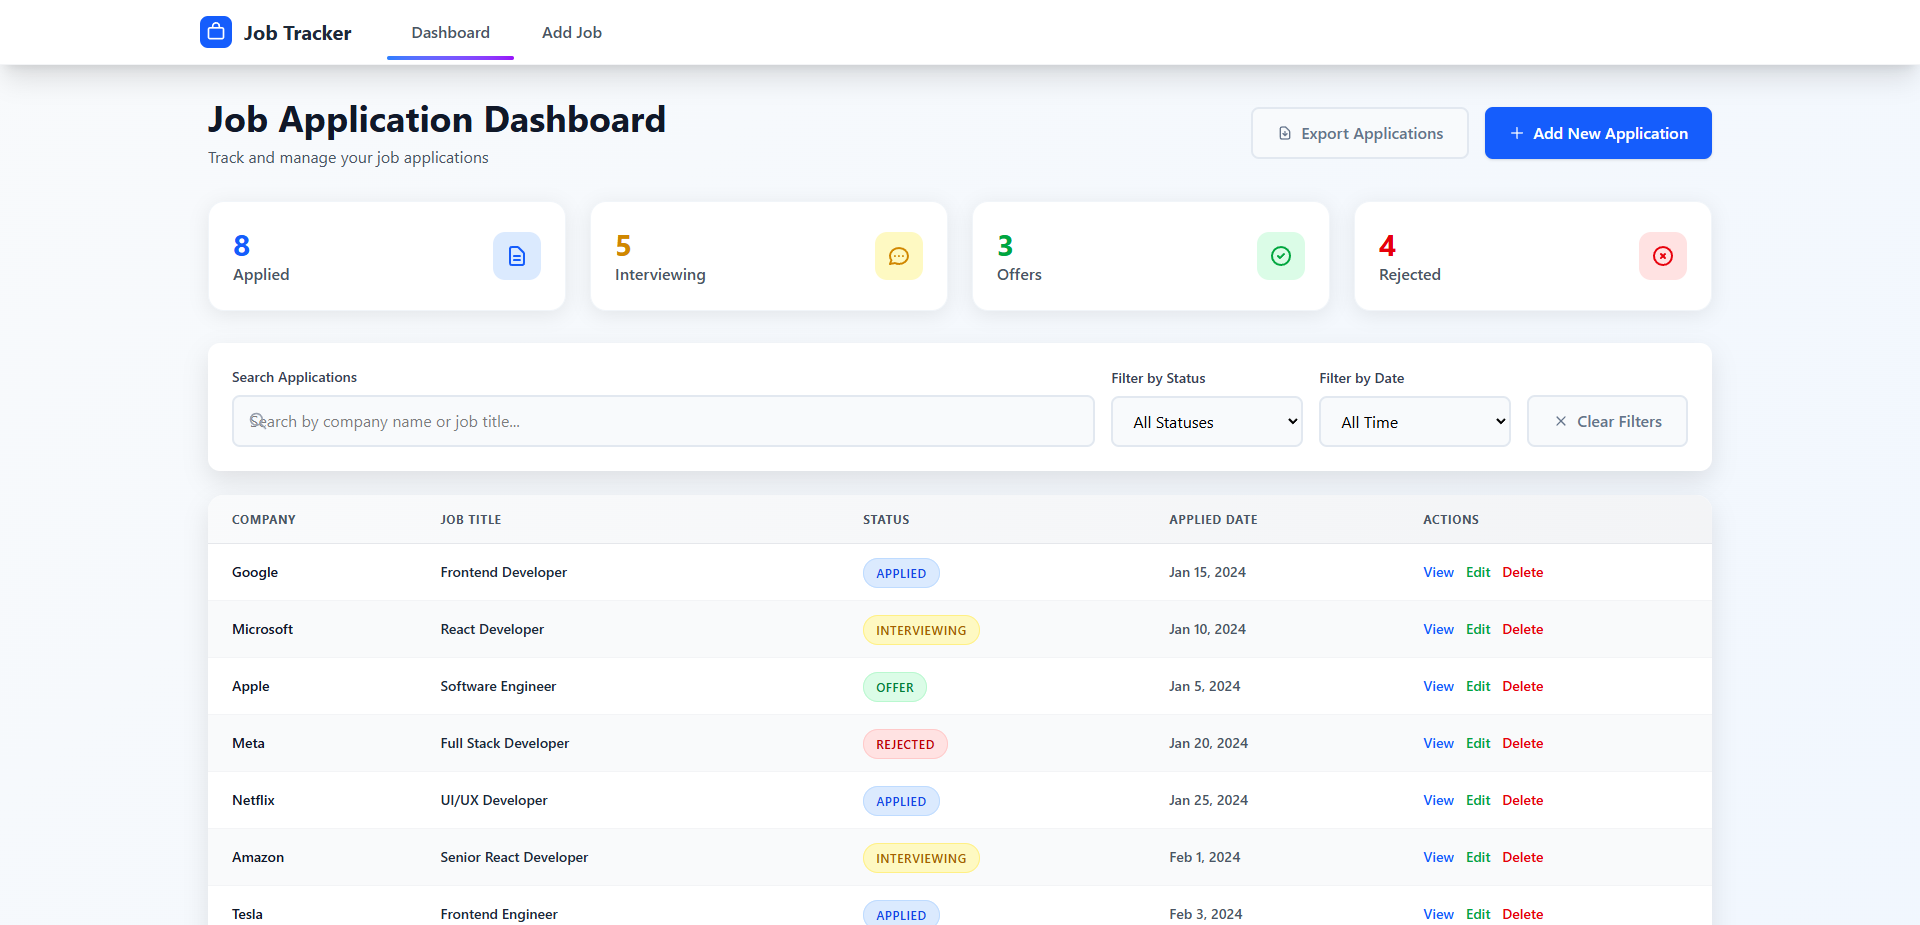 Job Tracker Dashboard Add Job
Job Application Dashboard
Track and manage your job applications
Export Applications
Add New Application
8
Applied
5
Interviewing
3
Offers
4
Rejected
Search Applications
Search by company name or job title...
Filter by Status
All Statuses
Filter by Date
All Time
Clear Filters
COMPANY JOB TITLE STATUS APPLIED DATE ACTIONS
Google Frontend Developer APPLIED Jan 15, 2024 View Edit Delete
Microsoft React Developer INTERVIEWING Jan 10, 2024 View Edit Delete
Apple Software Engineer OFFER Jan 5, 2024 View Edit Delete
Meta Full Stack Developer REJECTED Jan 20, 2024 View Edit Delete
Netflix UI/UX Developer APPLIED Jan 25, 2024 View Edit Delete
Amazon Senior React Developer INTERVIEWING Feb 1, 2024 View Edit Delete
Tesla Frontend Engineer APPLIED Feb 3, 2024 View Edit Delete